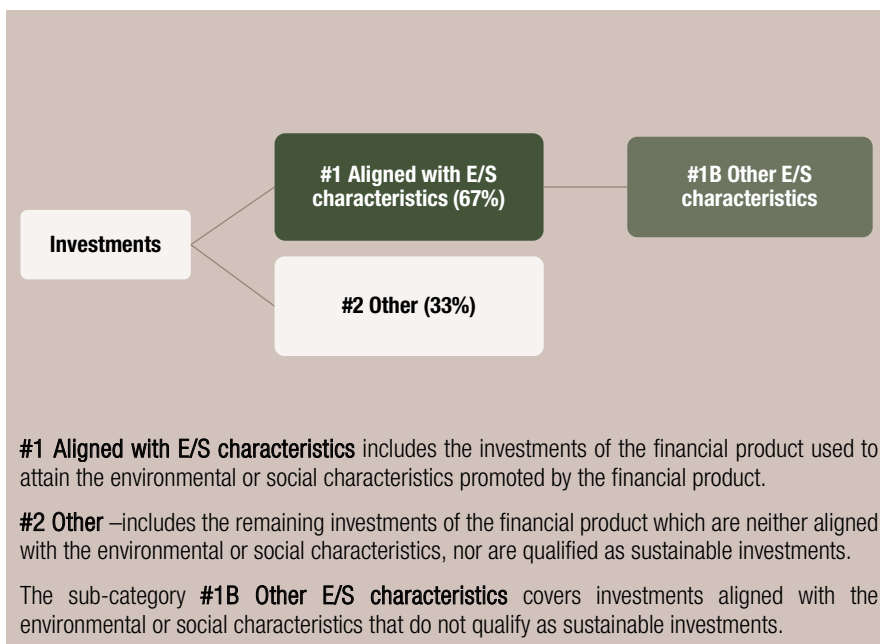 #1 Aligned with E/S
characteristics (67%)
#1B Other E/S
characteristics
Investments
#2 Other (33%)
#1 Aligned with E/S characteristics includes the investments of the financial product used to
attain the environmental or social characteristics promoted by the financial product.
#2 Other –includes the remaining investments of the financial product which are neither aligned
with the environmental or social characteristics, nor are qualified as sustainable investments.
The sub-category #1B Other E/S characteristics covers investments aligned with the
environmental or social characteristics that do not qualify as sustainable investments.